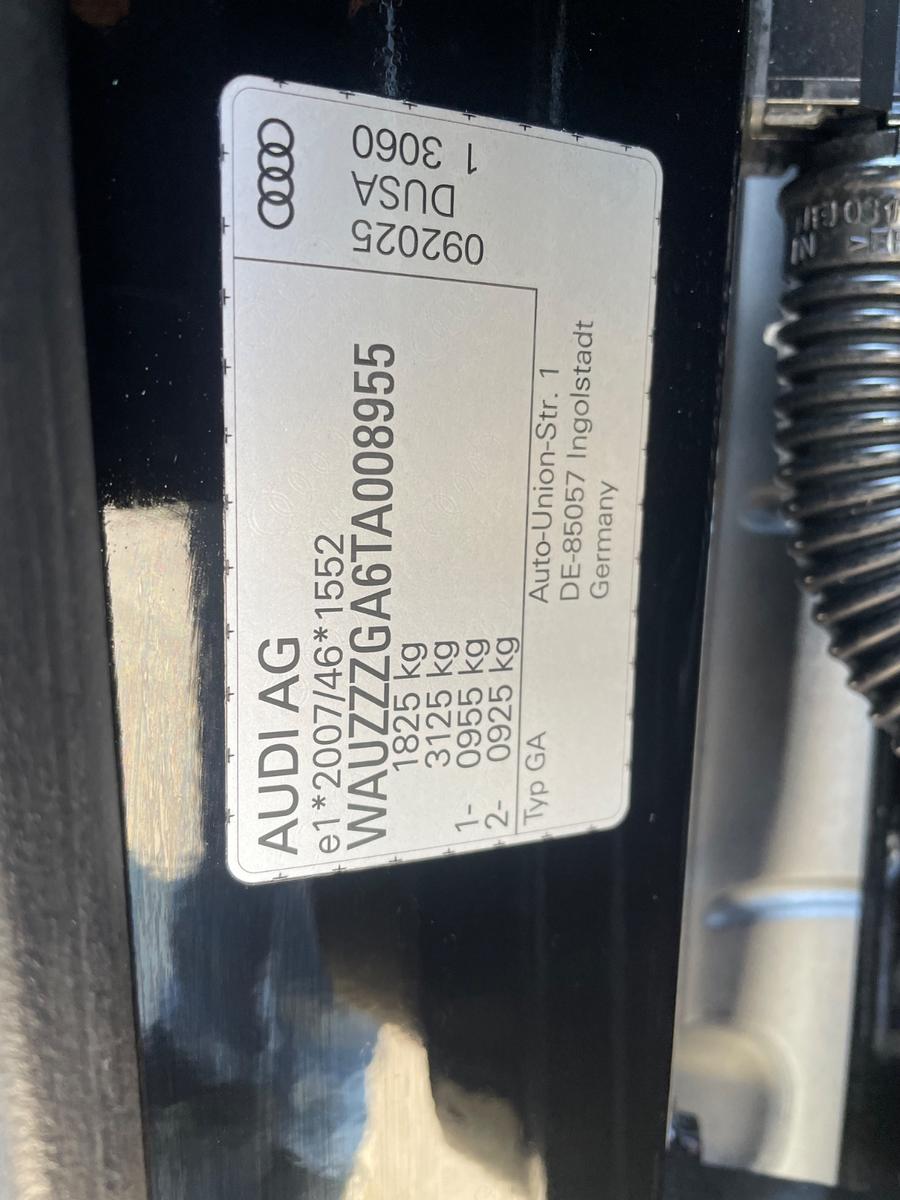 AUDI AG
e1*2007/46*1552
WAUZZZGA6TA008955
1825 kg
3125 kg
1- 0955 kg
2- 0925 kg
Typ GA
Auto-Union-Str. 1
DE-85057 Ingolstadt
Germany
092025
DUSA
1 3060